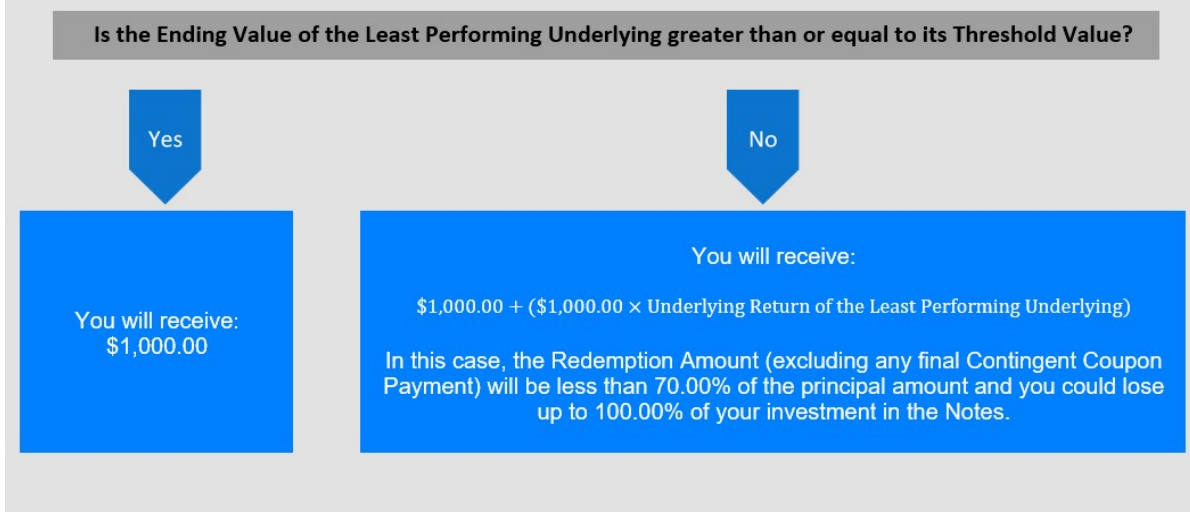 Is the Ending Value of the Least Performing Underlying greater than or equal to its Threshold Value?
Yes
No
You will receive:
$1,000.00
You will receive:
$1,000.00 + ($1,000.00 × Underlying Return of the Least Performing Underlying)
In this case, the Redemption Amount (excluding any final Contingent Coupon
Payment) will be less than 70.00% of the principal amount and you could lose
up to 100.00% of your investment in the Notes.